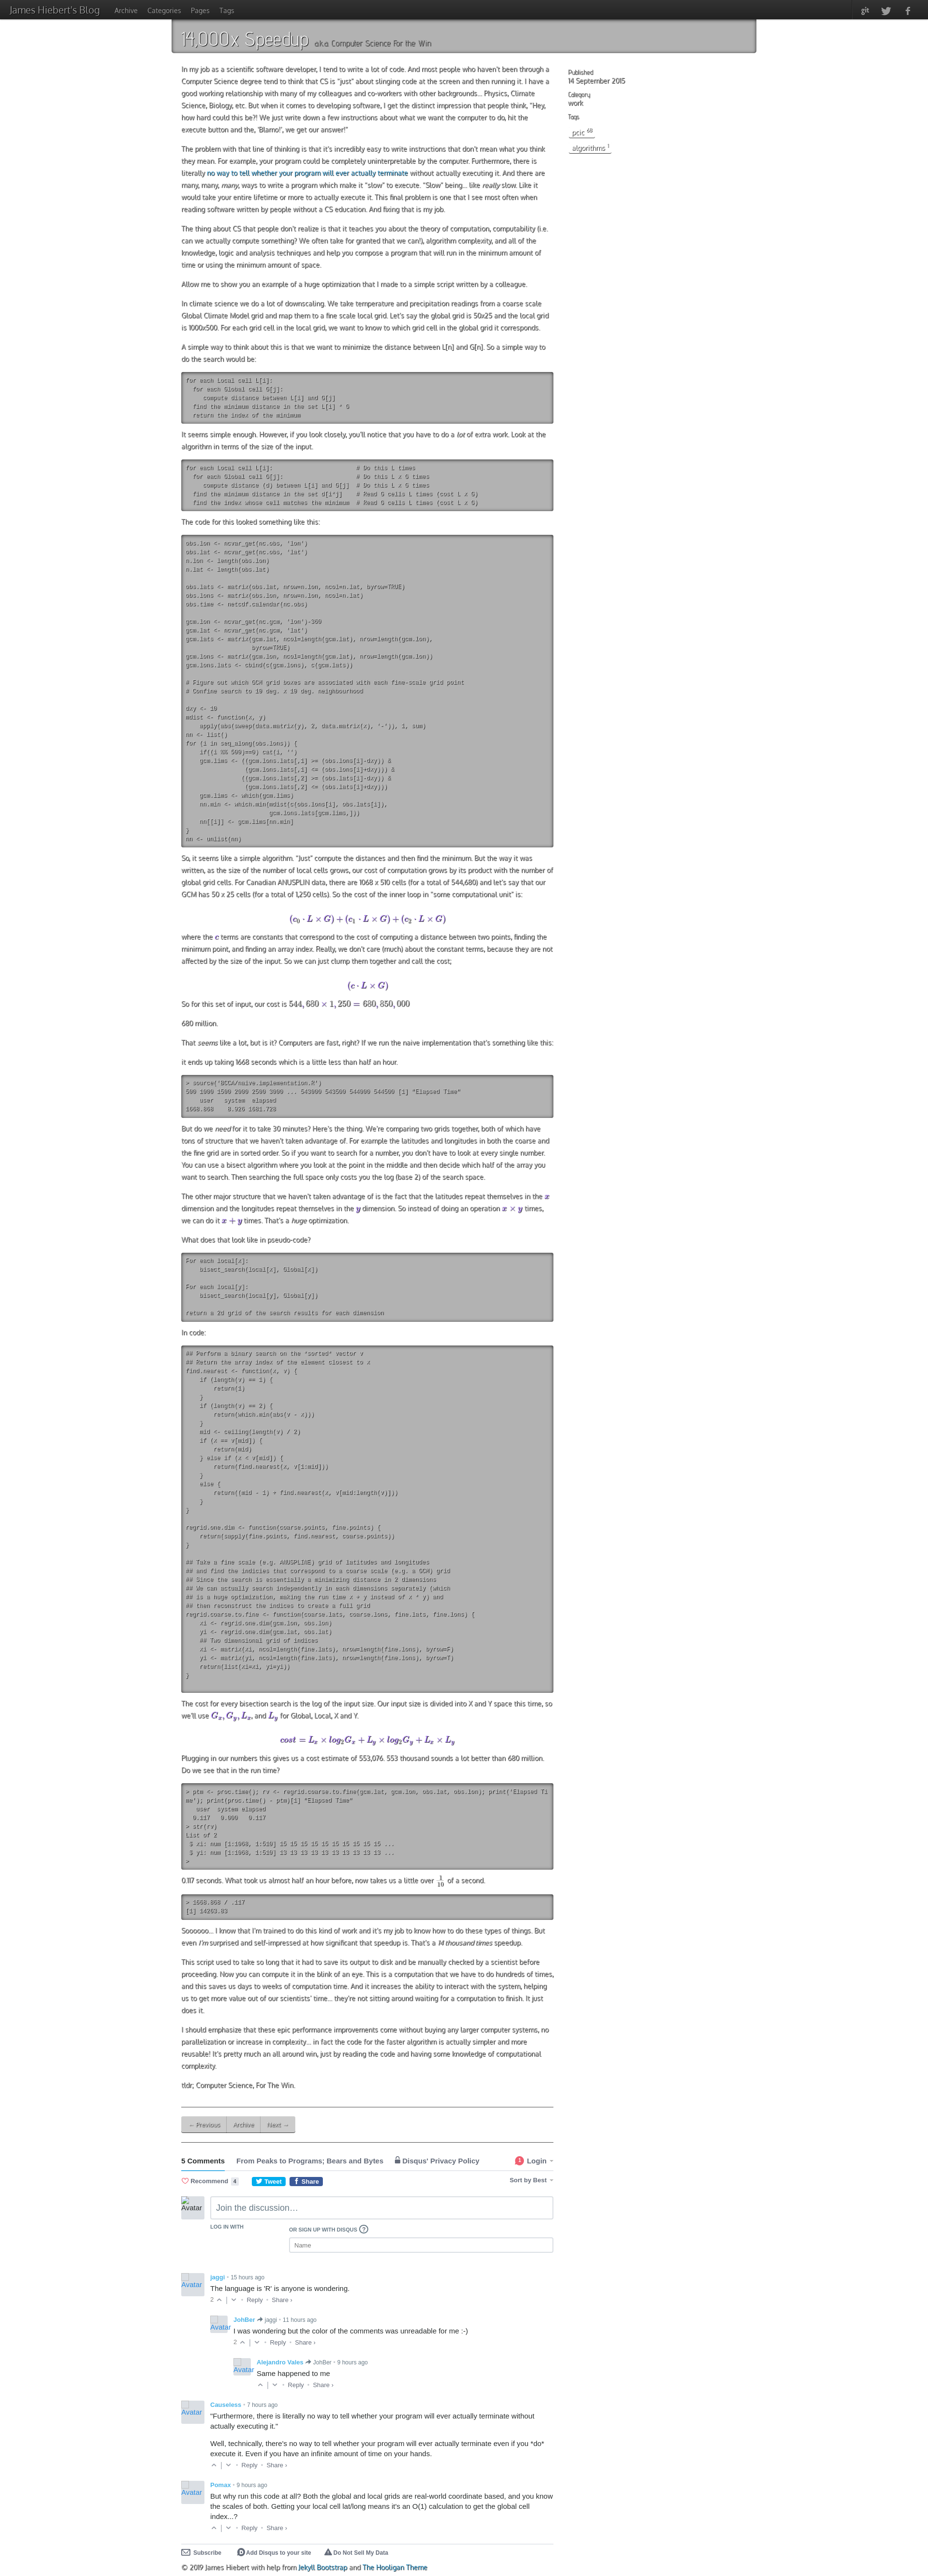 James Hiebert's Blog Archive Categories Pages Tags
14,000x Speedup a.k.a. Computer Science For the Win
In my job as a scientific software developer, I tend to write a lot of code. And most people who haven't been through a
Computer Science degree tend to think that CS is "just" about slinging code at the screen and then running it. I have a
good working relationship with many of my colleagues and co-workers with other backgrounds... Physics, Climate
Science, Biology, etc. But when it comes to developing software, I get the distinct impression that people think, "Hey,
how hard could this be?! We just write down a few instructions about what we want the computer to do, hit the
execute button and the, 'Blamo!', we get our answer!"
The problem with that line of thinking is that it's incredibly easy to write instructions that don't mean what you think
they mean. For example, your program could be completely uninterpretable by the computer. Furthermore, there is
literally no way to tell whether your program will ever actually terminate without actually executing it. And there are
many, many, many, ways to write a program which make it "slow" to execute. "Slow" being... like really slow. Like it
would take your entire lifetime or more to actually execute it. This final problem is one that I see most often when
reading software written by people without a CS education. And fixing that is my job.
The thing about CS that people don't realize is that it teaches you about the theory of computation, computability (i.e.
can we actually compute something? We often take for granted that we can!), algorithm complexity, and all of the
knowledge, logic and analysis techniques and help you compose a program that will run in the minimum amount of
time or using the minimum amount of space.
Allow me to show you an example of a huge optimization that I made to a simple script written by a colleague.
In climate science we do a lot of downscaling. We take temperature and precipitation readings from a coarse scale
Global Climate Model grid and map them to a fine scale local grid. Let's say the global grid is 50x25 and the local grid
is 1000x500. For each grid cell in the local grid, we want to know to which grid cell in the global grid it corresponds.
A simple way to think about this is that we want to minimize the distance between L[n] and G[n]. So a simple way to
do the search would be:
for each Local cell L[i]:
for each Global cell G[j]:
compute distance between L[i] and G[j]
find the minimum distance in the set L[i] * G
return the index of the minimum
It seems simple enough. However, if you look closely, you'll notice that you have to do a lot of extra work. Look at the
algorithm in terms of the size of the input.
for each Local cell L[i]: # Do this L times
for each Global cell G[j]: # Do this L x G times
compute distance (d) between L[i] and G[j] # Do this L x G times
find the minimum distance in the set d[i*j] # Read G cells L times (cost L x G)
find the index whose cell matches the minimum # Read G cells L times (cost L x G)
The code for this looked something like this:
obs.lon <- ncvar_get(nc.obs, 'lon')
obs.lat <- ncvar_get(nc.obs, 'lat')
n.lon <- length(obs.lon)
n.lat <- length(obs.lat)
obs.lats <- matrix(obs.lat, nrow=n.lon, ncol=n.lat, byrow=TRUE)
obs.lons <- matrix(obs.lon, nrow=n.lon, ncol=n.lat)
obs.time <- netcdf.calendar(nc.obs)
gcm.lon <- ncvar_get(nc.gcm, 'lon')-360
gcm.lat <- ncvar_get(nc.gcm, 'lat')
gcm.lats <- matrix(gcm.lat, ncol=length(gcm.lat), nrow=length(gcm.lon),
byrow=TRUE)
gcm.lons <- matrix(gcm.lon, ncol=length(gcm.lat), nrow=length(gcm.lon))
gcm.lons.lats <- cbind(c(gcm.lons), c(gcm.lats))
# Figure out which GCM grid boxes are associated with each fine-scale grid point
# Confine search to 10 deg. x 10 deg. neighbourhood
dxy <- 10
mdist <- function(x, y)
apply(abs(sweep(data.matrix(y), 2, data.matrix(x), '-')), 1, sum)
nn <- list()
for (i in seq_along(obs.lons)) {
if((i %% 500)==0) cat(i, '')
gcm.lims <- ((gcm.lons.lats[,1] >= (obs.lons[i]-dxy)) &
(gcm.lons.lats[,1] <= (obs.lons[i]+dxy))) &
((gcm.lons.lats[,2] >= (obs.lats[i]-dxy)) &
(gcm.lons.lats[,2] <= (obs.lats[i]+dxy)))
gcm.lims <- which(gcm.lims)
nn.min <- which.min(mdist(c(obs.lons[i], obs.lats[i]),
gcm.lons.lats[gcm.lims,]))
nn[[i]] <- gcm.lims[nn.min]
}
nn <- unlist(nn)
So, it seems like a simple algorithm. "Just" compute the distances and then find the minimum. But the way it was
written, as the size of the number of local cells grows, our cost of computation grows by its product with the number of
global grid cells. For Canadian ANUSPLIN data, there are 1068 x 510 cells (for a total of 544,680) and let's say that our
GCM has 50 x 25 cells (for a total of 1,250 cells). So the cost of the inner loop in "some computational unit" is:
(c₀ · L × G) + (c₁ · L × G) + (c₂ · L × G)
where the c terms are constants that correspond to the cost of computing a distance between two points, finding the
minimum point, and finding an array index. Really, we don't care (much) about the constant terms, because they are not
affected by the size of the input. So we can just clump them together and call the cost;
(c · L × G)
So for this set of input, our cost is 544,680 × 1,250 = 680,850,000
680 million.
That seems like a lot, but is it? Computers are fast, right? If we run the naive implementation that's something like this:
it ends up taking 1668 seconds which is a little less than half an hour.
> source('BCCA/naive.implementation.R')
500 1000 1500 2000 2500 3000 ... 543000 543500 544000 544500 [1] "Elapsed Time"
user system elapsed
1668.868 8.926 1681.728
But do we need for it to take 30 minutes? Here's the thing. We're comparing two grids together, both of which have
tons of structure that we haven't taken advantage of. For example the latitudes and longitudes in both the coarse and
the fine grid are in sorted order. So if you want to search for a number, you don't have to look at every single number.
You can use a bisect algorithm where you look at the point in the middle and then decide which half of the array you
want to search. Then searching the full space only costs you the log (base 2) of the search space.
The other major structure that we haven't taken advantage of is the fact that the latitudes repeat themselves in the x
dimension and the longitudes repeat themselves in the y dimension. So instead of doing an operation x × y times,
we can do it x + y times. That's a huge optimization.
What does that look like in pseudo-code?
For each local[x]:
bisect_search(local[x], Global[x])
For each local[y]:
bisect_search(local[y], Global[y])
return a 2d grid of the search results for each dimension
In code:
## Perform a binary search on the *sorted* vector v
## Return the array index of the element closest to x
find.nearest <- function(x, v) {
if (length(v) == 1) {
return(1)
}
if (length(v) == 2) {
return(which.min(abs(v - x)))
}
mid <- ceiling(length(v) / 2)
if (x == v[mid]) {
return(mid)
} else if (x < v[mid]) {
return(find.nearest(x, v[1:mid]))
}
else {
return((mid - 1) + find.nearest(x, v[mid:length(v)]))
}
}
regrid.one.dim <- function(coarse.points, fine.points) {
return(sapply(fine.points, find.nearest, coarse.points))
}
## Take a fine scale (e.g. ANUSPLINE) grid of latitudes and longitudes
## and find the indicies that correspond to a coarse scale (e.g. a GCM) grid
## Since the search is essentially a minimizing distance in 2 dimensions
## We can actually search independently in each dimensions separately (which
## is a huge optimization, making the run time x + y instead of x * y) and
## then reconstruct the indices to create a full grid
regrid.coarse.to.fine <- function(coarse.lats, coarse.lons, fine.lats, fine.lons) {
xi <- regrid.one.dim(gcm.lon, obs.lon)
yi <- regrid.one.dim(gcm.lat, obs.lat)
## Two dimensional grid of indices
xi <- matrix(xi, ncol=length(fine.lats), nrow=length(fine.lons), byrow=F)
yi <- matrix(yi, ncol=length(fine.lats), nrow=length(fine.lons), byrow=T)
return(list(xi=xi, yi=yi))
}
The cost for every bisection search is the log of the input size. Our input size is divided into X and Y space this time, so
we'll use Gₓ, G_y, Lₓ, and L_y for Global, Local, X and Y.
cost = Lₓ × log₂Gₓ + L_y × log₂G_y + Lₓ × L_y
Plugging in our numbers this gives us a cost estimate of 553,076. 553 thousand sounds a lot better than 680 million.
Do we see that in the run time?
> ptm <- proc.time(); rv <- regrid.coarse.to.fine(gcm.lat, gcm.lon, obs.lat, obs.lon); print('Elapsed Ti
me'); print(proc.time() - ptm)[1] "Elapsed Time"
user system elapsed
0.117 0.000 0.117
> str(rv)
List of 2
$ xi: num [1:1068, 1:510] 15 15 15 15 15 15 15 15 15 15 ...
$ yi: num [1:1068, 1:510] 13 13 13 13 13 13 13 13 13 13 ...
>
0.117 seconds. What took us almost half an hour before, now takes us a little over 1/10 of a second.
> 1668.868 / .117
[1] 14263.83
Soooooo... I know that I'm trained to do this kind of work and it's my job to know how to do these types of things. But
even I'm surprised and self-impressed at how significant that speedup is. That's a 14 thousand times speedup.
This script used to take so long that it had to save its output to disk and be manually checked by a scientist before
proceeding. Now you can compute it in the blink of an eye. This is a computation that we have to do hundreds of times,
and this saves us days to weeks of computation time. And it increases the ability to interact with the system, helping
us to get more value out of our scientists' time... they're not sitting around waiting for a computation to finish. It just
does it.
I should emphasize that these epic performance improvements come without buying any larger computer systems, no
parallelization or increase in complexity... in fact the code for the faster algorithm is actually simpler and more
reusable! It's pretty much an all around win, just by reading the code and having some knowledge of computational
complexity.
tldr; Computer Science, For The Win.
Published
14 September 2015
Category
work
Tags
pcic 68
algorithms 1
← Previous Archive Next →
5 Comments From Peaks to Programs; Bears and Bytes Disqus' Privacy Policy 1 Login
Recommend 4 Tweet Share Sort by Best
Avatar Join the discussion…
LOG IN WITH OR SIGN UP WITH DISQUS ?
Name
Avatar jaggi • 15 hours ago
The language is 'R' is anyone is wondering.
2 | • Reply • Share ›
Avatar JohBer jaggi • 11 hours ago
I was wondering but the color of the comments was unreadable for me :-)
2 | • Reply • Share ›
Avatar Alejandro Vales JohBer • 9 hours ago
Same happened to me
| • Reply • Share ›
Avatar Causeless • 7 hours ago
"Furthermore, there is literally no way to tell whether your program will ever actually terminate without
actually executing it."
Well, technically, there's no way to tell whether your program will ever actually terminate even if you *do*
execute it. Even if you have an infinite amount of time on your hands.
| • Reply • Share ›
Avatar Pomax • 9 hours ago
But why run this code at all? Both the global and local grids are real-world coordinate based, and you know
the scales of both. Getting your local cell lat/long means it's an O(1) calculation to get the global cell
index...?
| • Reply • Share ›
Subscribe Add Disqus to your site Do Not Sell My Data
© 2019 James Hiebert with help from Jekyll Bootstrap and The Hooligan Theme